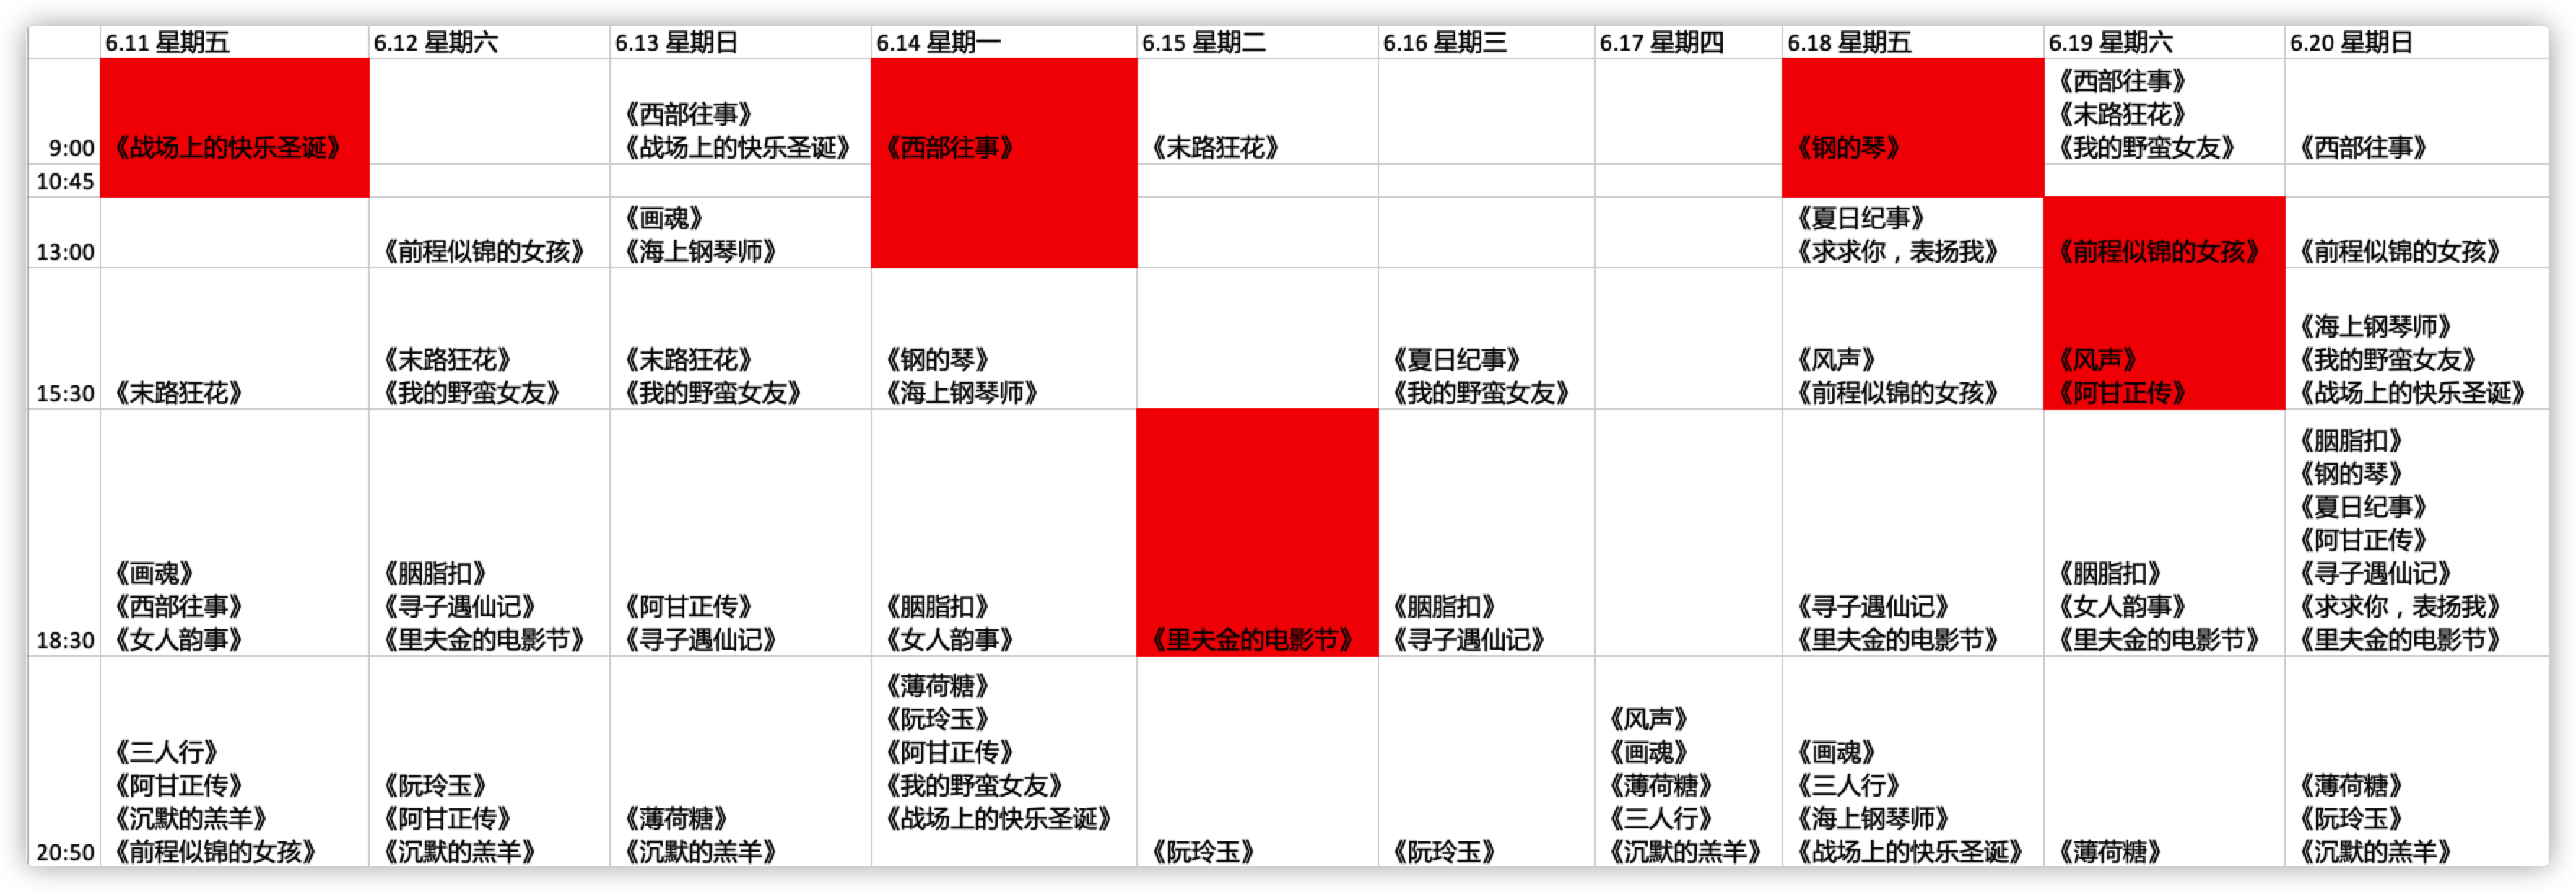 6.11 星期五 6.12 星期六 6.13 星期日 6.14 星期一 6.15 星期二 6.16 星期三 6.17 星期四 6.18 星期五 6.19 星期六 6.20 星期日
9:00
《战场上的快乐圣诞》
《西部往事》
《战场上的快乐圣诞》
《西部往事》
《末路狂花》
《钢的琴》
《西部往事》
《末路狂花》
《我的野蛮女友》
《西部往事》
10:45
13:00
《前程似锦的女孩》
《画魂》
《海上钢琴师》
《夏日纪事》
《求求你，表扬我》
《前程似锦的女孩》
《前程似锦的女孩》
15:30
《末路狂花》
《末路狂花》
《我的野蛮女友》
《末路狂花》
《我的野蛮女友》
《钢的琴》
《海上钢琴师》
《夏日纪事》
《我的野蛮女友》
《风声》
《前程似锦的女孩》
《风声》
《阿甘正传》
《海上钢琴师》
《我的野蛮女友》
《战场上的快乐圣诞》
18:30
《画魂》
《西部往事》
《女人韵事》
《胭脂扣》
《寻子遇仙记》
《里夫金的电影节》
《阿甘正传》
《寻子遇仙记》
《胭脂扣》
《女人韵事》
《里夫金的电影节》
《胭脂扣》
《寻子遇仙记》
《寻子遇仙记》
《里夫金的电影节》
《胭脂扣》
《女人韵事》
《里夫金的电影节》
《胭脂扣》
《钢的琴》
《夏日纪事》
《阿甘正传》
《寻子遇仙记》
《求求你，表扬我》
《里夫金的电影节》
20:50
《三人行》
《阿甘正传》
《沉默的羔羊》
《前程似锦的女孩》
《阮玲玉》
《阿甘正传》
《沉默的羔羊》
《薄荷糖》
《沉默的羔羊》
《薄荷糖》
《阮玲玉》
《阿甘正传》
《我的野蛮女友》
《战场上的快乐圣诞》
《阮玲玉》
《阮玲玉》
《风声》
《画魂》
《薄荷糖》
《三人行》
《沉默的羔羊》
《画魂》
《三人行》
《海上钢琴师》
《战场上的快乐圣诞》
《薄荷糖》
《薄荷糖》
《阮玲玉》
《沉默的羔羊》